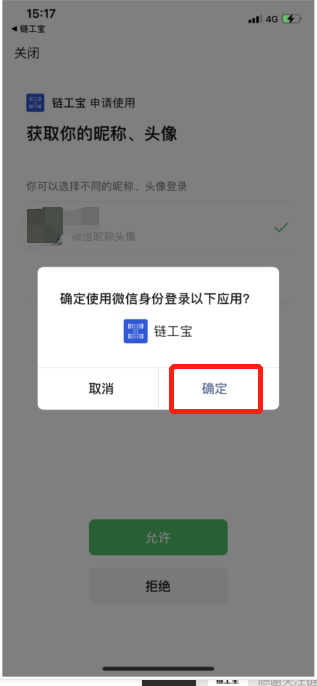 15:17
4G
链工宝
关闭
链工宝 申请使用
获取你的昵称、头像
你可以选择不同的昵称、头像登录
微信昵称头像
确定使用微信身份登录以下应用?
链工宝
取消
确定
允许
拒绝